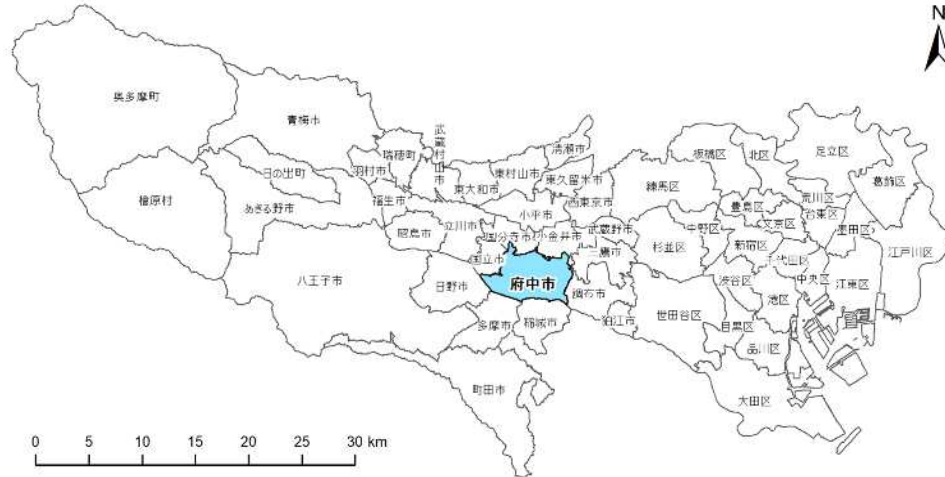 N
奥多摩町
青梅市
武蔵村山市
瑞穂町
羽村市
日の出町
檜原村
あきる野市
福生市
昭島市
立川市
東大和市
東村山市
清瀬市
東久留米市
西東京市
小平市
国分寺市
小金井市
武蔵野市
三鷹市
国立市
府中市
調布市
狛江市
八王子市
日野市
多摩市
稲城市
町田市
板橋区
北区
足立区
葛飾区
練馬区
豊島区
文京区
荒川区
台東区
墨田区
江戸川区
杉並区
中野区
新宿区
千代田区
中央区
江東区
渋谷区
港区
世田谷区
目黒区
品川区
大田区
0 5 10 15 20 25 30 km